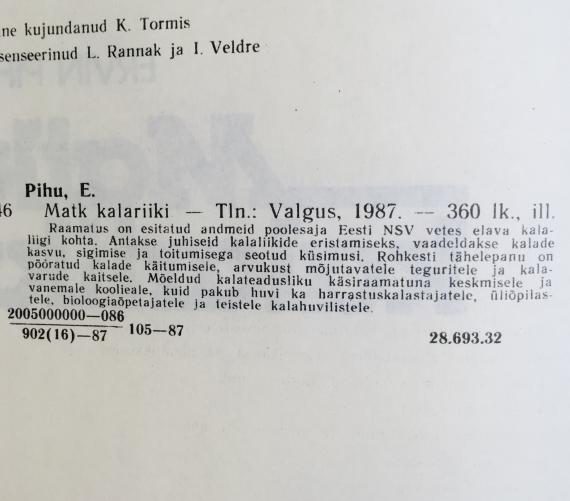 ne kujundanud K. Tormis
senseerinud L. Rannak ja I. Veldre
Pihu, E.
46 Matk kalariiki — Tln.: Valgus, 1987. — 360 lk., ill.
Raamatus on esitatud andmeid poolesaja Eesti NSV vetes elava kala-
liigi kohta. Antakse juhiseid kalaliikide eristamiseks, vaadeldakse kalade
kasvu, sigimise ja toitumisega seotud küsimusi. Rohkesti tähelepanu on
pööratud kalade käitumisele, arvukust mõjutavatele teguritele ja kala-
varude kaitsele. Mõeldud kalateadusliku käsiraamatuna keskmisele ja
vanemale koolieale, kuid pakub huvi ka harrastuskalastajatele, üliõpilas-
tele, bioloogiaõpetajatele ja teistele kalahuvilistele.
2005000000—086
902(16)—87 105—87
28.693.32